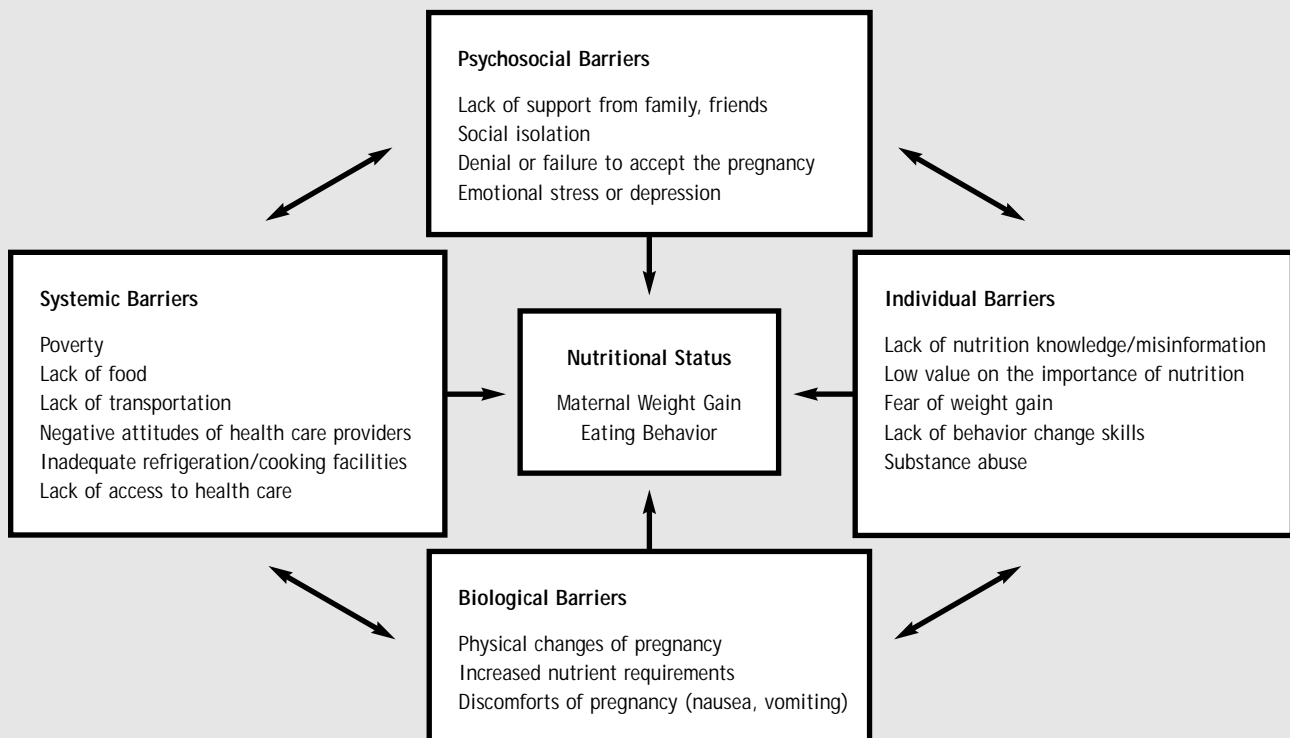 Psychosocial Barriers
Lack of support from family, friends
Social isolation
Denial or failure to accept the pregnancy
Emotional stress or depression
Systemic Barriers
Poverty
Lack of food
Lack of transportation
Negative attitudes of health care providers
Inadequate refrigeration/cooking facilities
Lack of access to health care
Nutritional Status
Maternal Weight Gain
Eating Behavior
Individual Barriers
Lack of nutrition knowledge/misinformation
Low value on the importance of nutrition
Fear of weight gain
Lack of behavior change skills
Substance abuse
Biological Barriers
Physical changes of pregnancy
Increased nutrient requirements
Discomforts of pregnancy (nausea, vomiting)